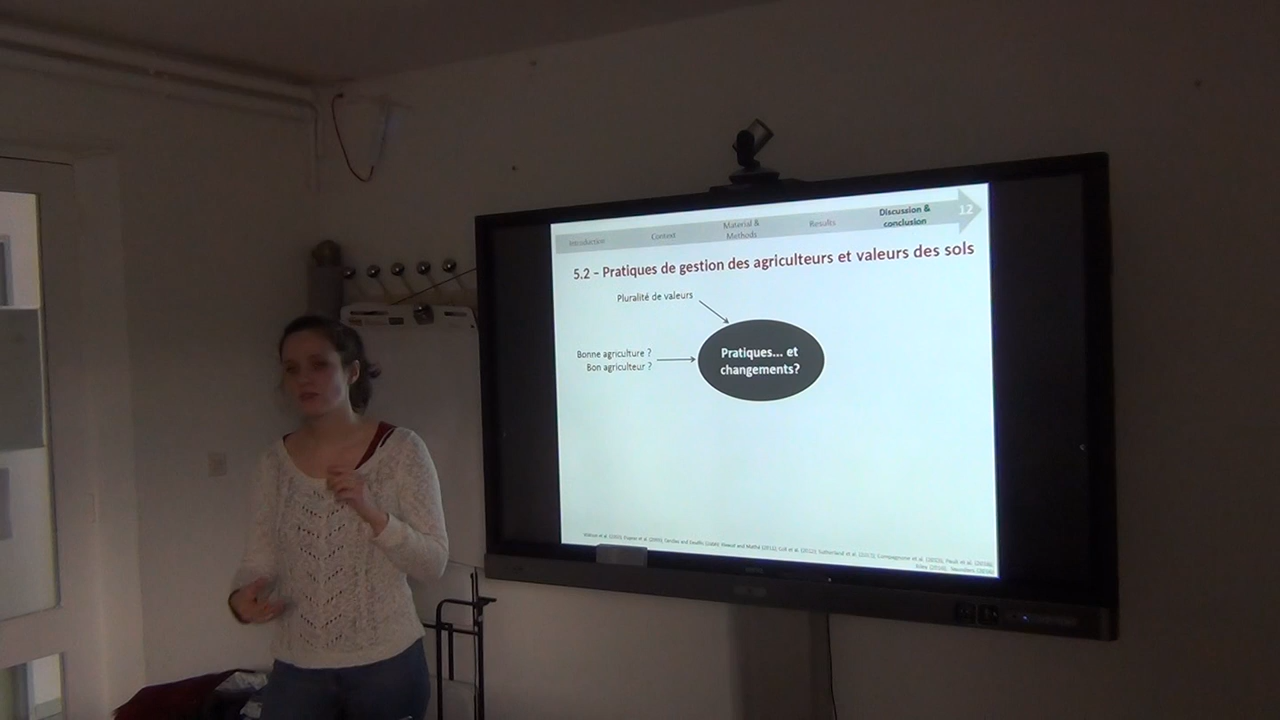 Introduction
Context
Material &
Methods
Results
Discussion &
conclusion
12
5.2 – Pratiques de gestion des agriculteurs et valeurs des sols
Pluralité de valeurs
Bonne agriculture ?
Bon agriculteur ?
Pratiques... et
changements?